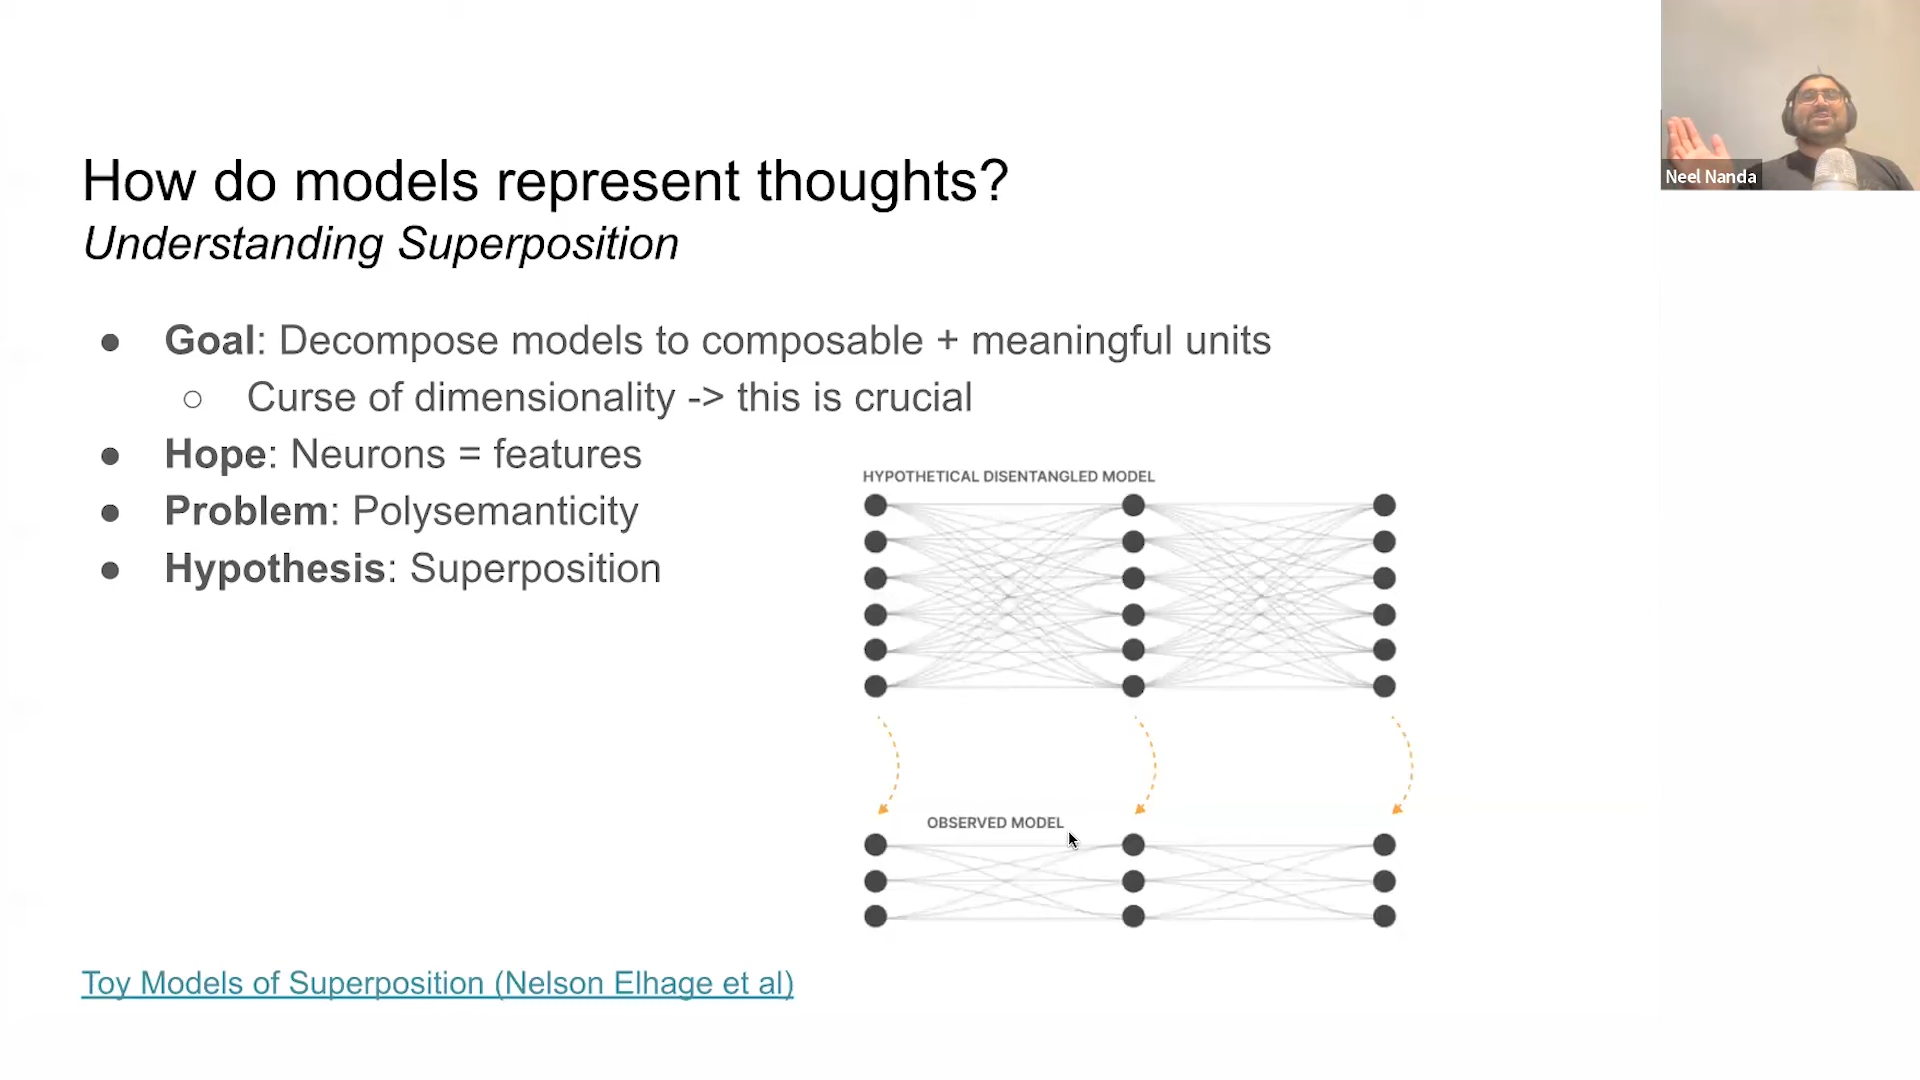 How do models represent thoughts?
Understanding Superposition
● Goal: Decompose models to composable + meaningful units
○ Curse of dimensionality -> this is crucial
● Hope: Neurons = features
● Problem: Polysemanticity
● Hypothesis: Superposition
HYPOTHETICAL DISENTANGLED MODEL
OBSERVED MODEL
Toy Models of Superposition (Nelson Elhage et al)
Neel Nanda